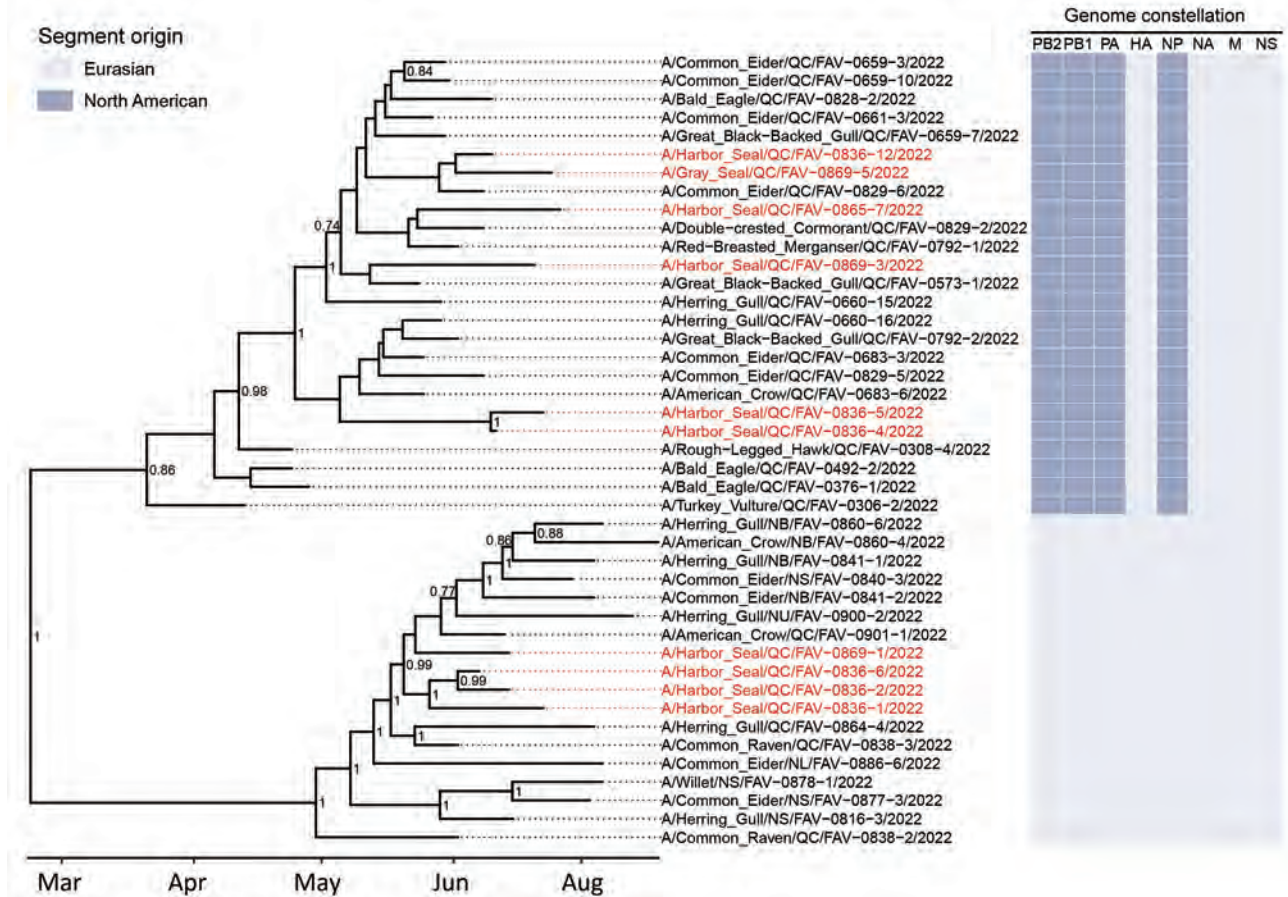 Genome constellation
Segment origin
Eurasian
North American
PB2 PB1 PA HA NP NA M NS
A/Common_Eider/QC/FAV-0659-3/2022
0.84
A/Common_Eider/QC/FAV-0659-10/2022
A/Bald_Eagle/QC/FAV-0828-2/2022
A/Common_Eider/QC/FAV-0661-3/2022
A/Great_Black-Backed_Gull/QC/FAV-0659-7/2022
A/Harbor_Seal/QC/FAV-0836-12/2022
A/Gray_Seal/QC/FAV-0869-5/2022
A/Common_Eider/QC/FAV-0829-6/2022
A/Harbor_Seal/QC/FAV-0865-7/2022
0.74
A/Double-crested_Cormorant/QC/FAV-0829-2/2022
A/Red-Breasted_Merganser/QC/FAV-0792-1/2022
1
A/Harbor_Seal/QC/FAV-0869-3/2022
A/Great_Black-Backed_Gull/QC/FAV-0573-1/2022
A/Herring_Gull/QC/FAV-0660-15/2022
A/Herring_Gull/QC/FAV-0660-16/2022
1
A/Great_Black-Backed_Gull/QC/FAV-0792-2/2022
A/Common_Eider/QC/FAV-0683-3/2022
A/Common_Eider/QC/FAV-0829-5/2022
0.98
A/American_Crow/QC/FAV-0683-6/2022
A/Harbor_Seal/QC/FAV-0836-5/2022
1
A/Harbor_Seal/QC/FAV-0836-4/2022
A/Rough-Legged_Hawk/QC/FAV-0308-4/2022
0.86
A/Bald_Eagle/QC/FAV-0492-2/2022
A/Bald_Eagle/QC/FAV-0376-1/2022
A/Turkey_Vulture/QC/FAV-0306-2/2022
A/Herring_Gull/NB/FAV-0860-6/2022
0.88
0.86
A/American_Crow/NB/FAV-0860-4/2022
1
A/Herring_Gull/NB/FAV-0841-1/2022
1
A/Common_Eider/NS/FAV-0840-3/2022
0.77
A/Common_Eider/NB/FAV-0841-2/2022
A/Herring_Gull/NU/FAV-0900-2/2022
1
A/American_Crow/QC/FAV-0901-1/2022
A/Harbor_Seal/QC/FAV-0869-1/2022
0.99
A/Harbor_Seal/QC/FAV-0836-6/2022
0.99
A/Harbor_Seal/QC/FAV-0836-2/2022
1
1
A/Harbor_Seal/QC/FAV-0836-1/2022
A/Herring_Gull/QC/FAV-0864-4/2022
1
1
A/Common_Raven/QC/FAV-0838-3/2022
1
A/Common_Eider/NL/FAV-0886-6/2022
A/Willet/NS/FAV-0878-1/2022
1
1
1
A/Common_Eider/NS/FAV-0877-3/2022
A/Herring_Gull/NS/FAV-0816-3/2022
A/Common_Raven/QC/FAV-0838-2/2022
Mar Apr May Jun Aug